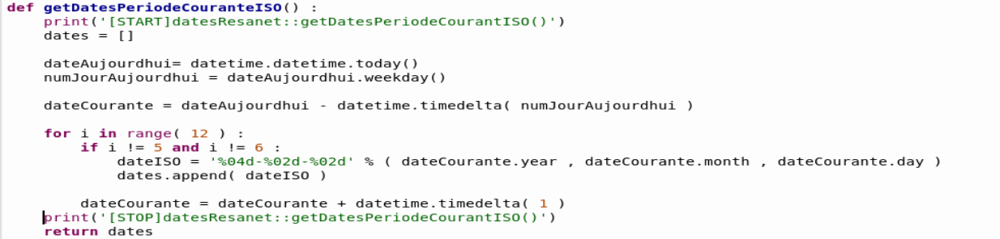 def getDatesPeriodeCouranteISO() :
    print('[START]datesResanet::getDatesPeriodeCourantISO()')
    dates = []

    dateAujourdhui= datetime.datetime.today()
    numJourAujourdhui = dateAujourdhui.weekday()

    dateCourante = dateAujourdhui - datetime.timedelta( numJourAujourdhui )

    for i in range( 12 ) :
        if i != 5 and i != 6 :
            dateISO = '%04d-%02d-%02d' % ( dateCourante.year , dateCourante.month , dateCourante.day )
            dates.append( dateISO )

        dateCourante = dateCourante + datetime.timedelta( 1 )
    print('[STOP]datesResanet::getDatesPeriodeCourantISO()')
    return dates